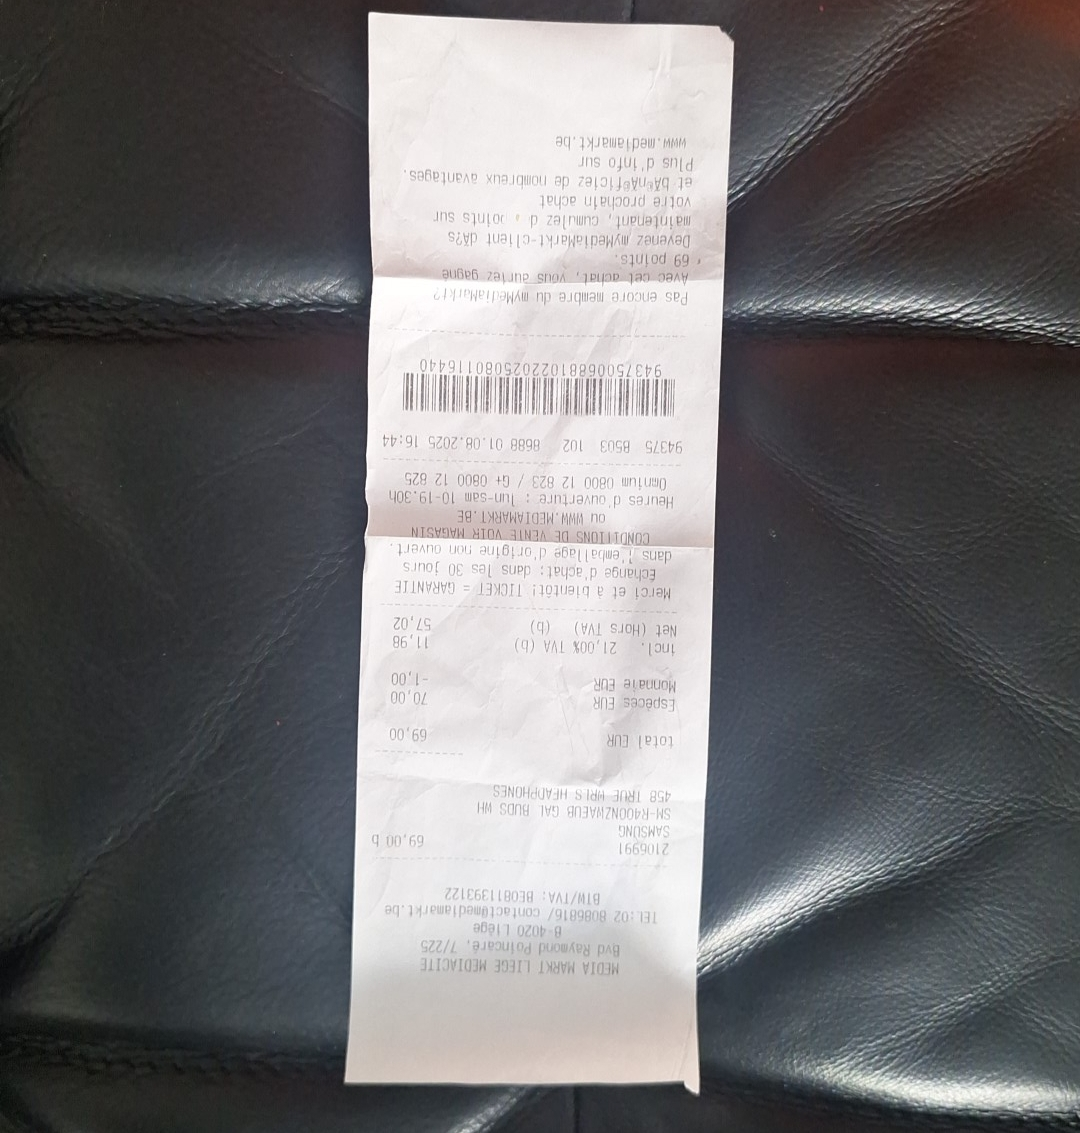 MEDIA MARKT LIEGE MEDIACITE
Bvd Raymond Poincaré, 7/225
B-4020 Liège
TEL:02 8086816/ contact@mediamarkt.be
BTW/TVA: BE0811393122
2106991 69,00 b
SAMSUNG
SM-R400NZWAEUB GAL BUDS WH
458 TRUE WRLS HEADPHONES
total EUR 69,00
Espèces EUR 70,00
Monnaie EUR -1,00
incl. 21,00% TVA (b) 11,98
Net (Hors TVA) (b) 57,02
Merci et à bientôt! TICKET = GARANTIE
Echange d'achat: dans les 30 jours
dans l'emballage d'origine non ouvert.
CONDITIONS DE VENTE VOIR MAGASIN
ou WWW.MEDIAMARKT.BE
Heures d'ouverture : lun-sam 10-19.30h
Omnium 0800 12 823 / G+ 0800 12 825
94375 8503 102 8688 01.08.2025 16:44
Pas encore membre du myMediaMarkt?
Avec cet achat, vous auriez gagné
69 points.
Devenez myMediaMarkt-client dÃ?s
maintenant, cumulez points sur
votre prochain achat
et bÃ©nÃ©ficiez de nombreux avantages.
Plus d'info sur
www.mediamarkt.be